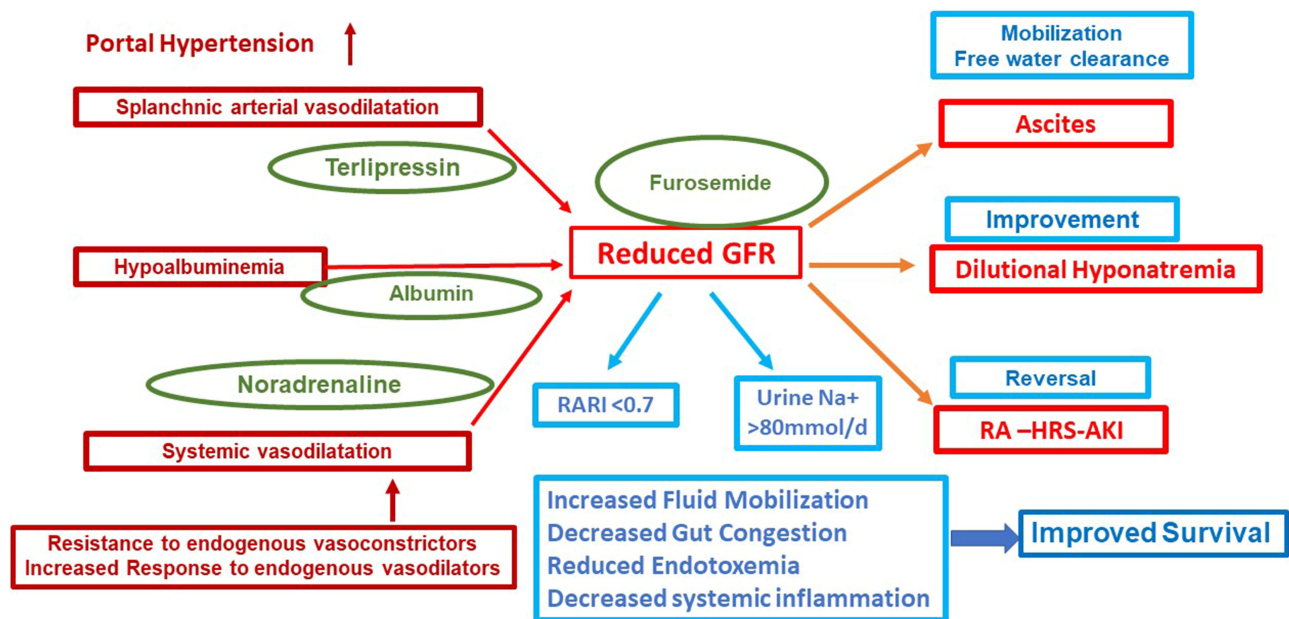 Portal Hypertension
Splanchnic arterial vasodilatation
Terlipressin
Hypoalbuminemia
Albumin
Noradrenaline
Systemic vasodilatation
Resistance to endogenous vasoconstrictors
Increased Response to endogenous vasodilators
Furosemide
Reduced GFR
RARI <0.7
Urine Na+
>80mmol/d
Mobilization
Free water clearance
Ascites
Improvement
Dilutional Hyponatremia
Reversal
RA –HRS-AKI
Increased Fluid Mobilization
Decreased Gut Congestion
Reduced Endotoxemia
Decreased systemic inflammation
Improved Survival